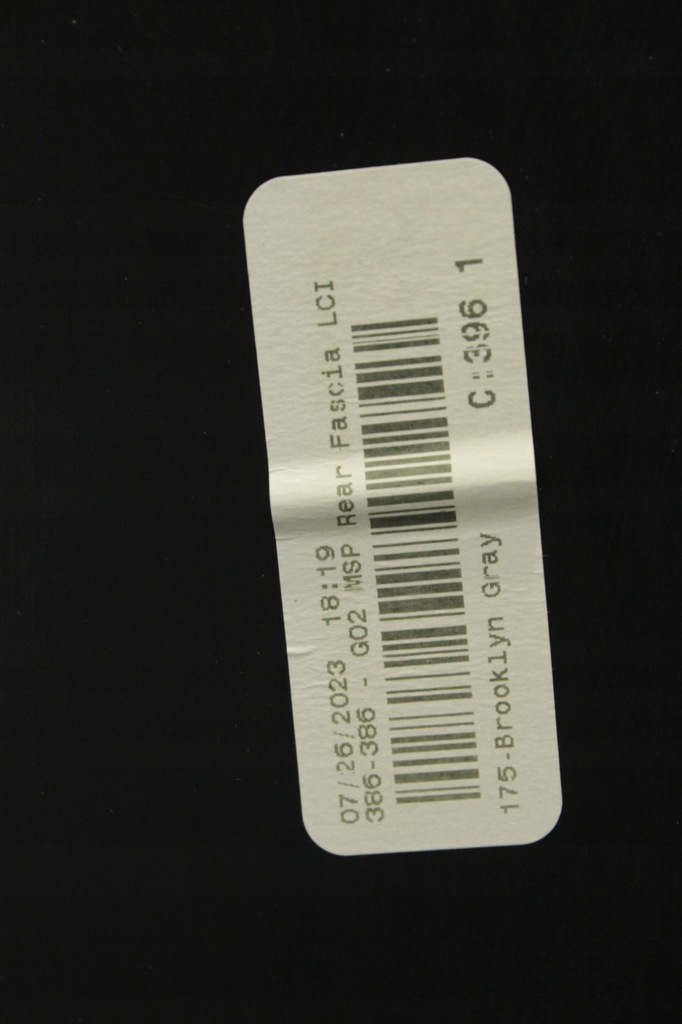 07/26/2023 18:19
386-386 - G02 MSP Rear Fascia LCI
175-Brooklyn Gray C:396 1